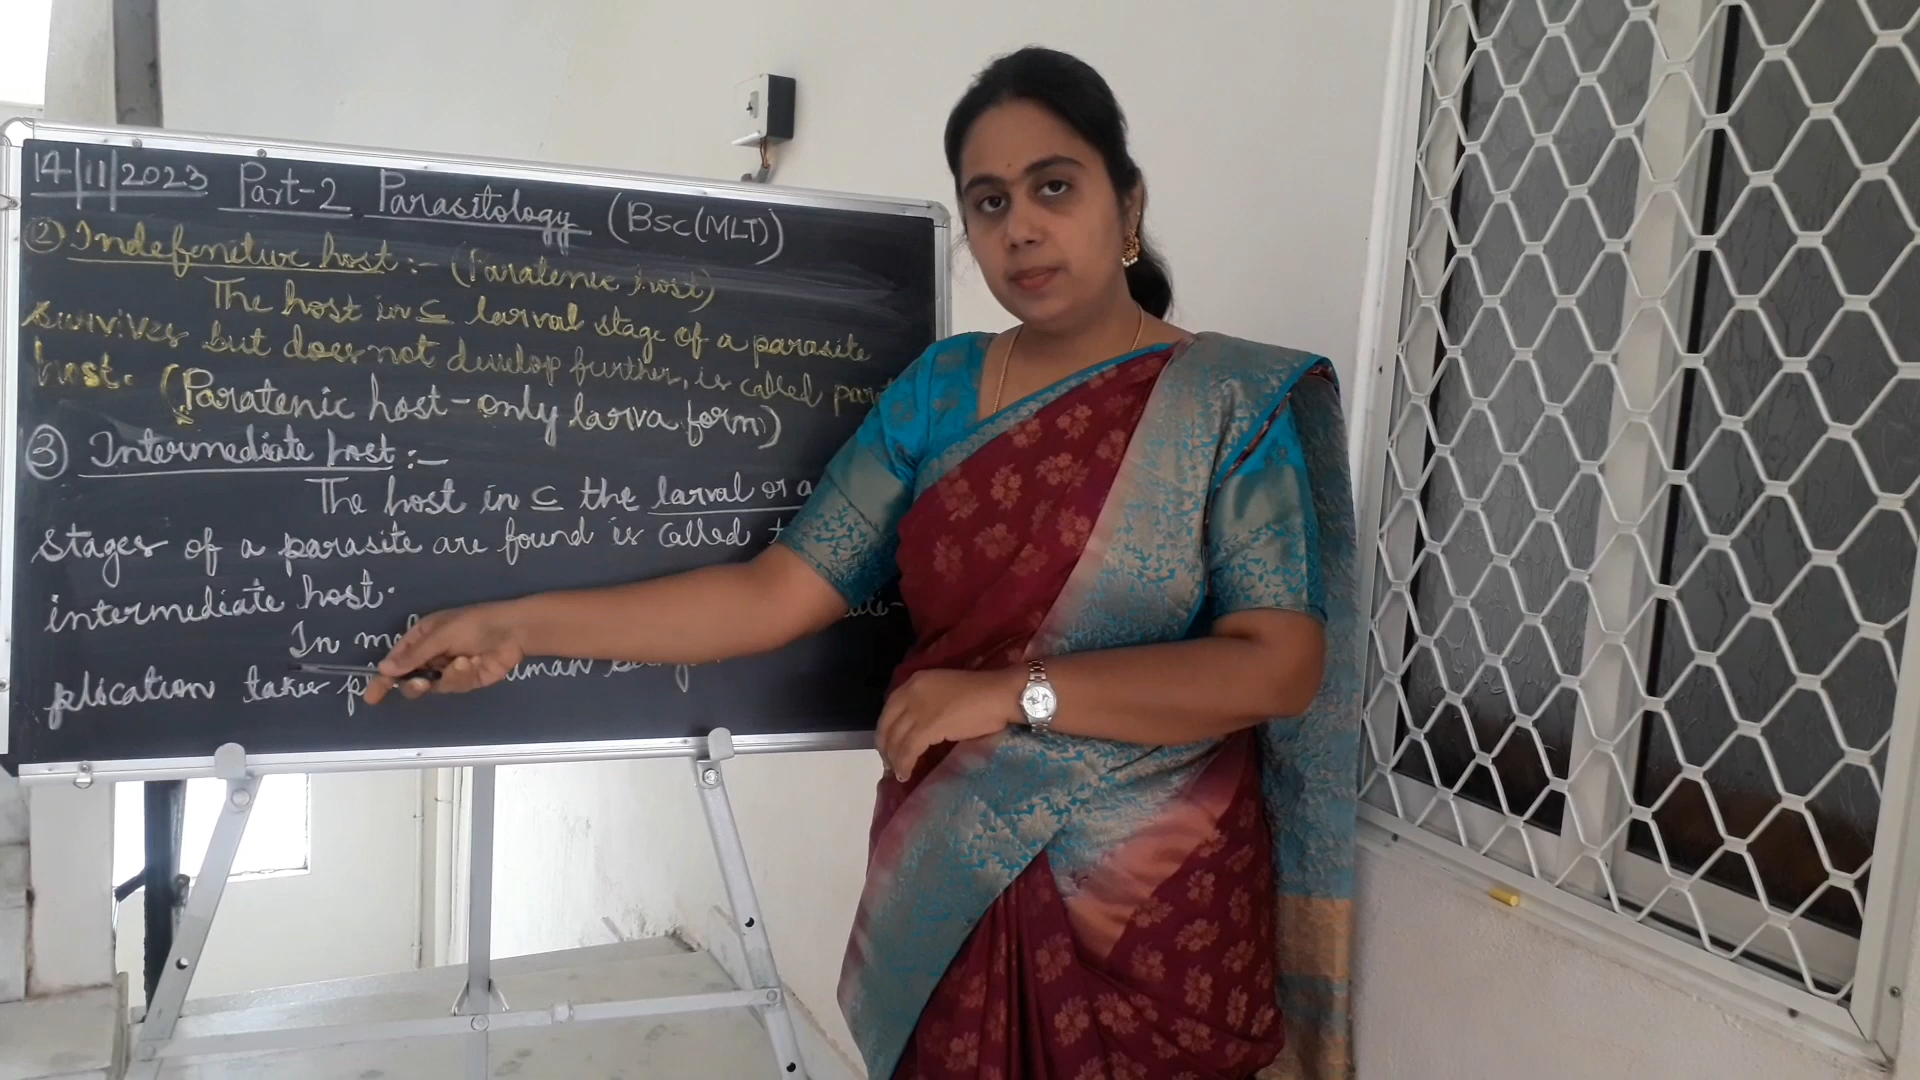 14/11/2023 Part-2 Parasitology (BSc(MLT))
② Indefenitive host :- (Paratenic host)
The host in c larval stage of a parasite
survives but does not develop further, is called
host. (Paratenic host - only larva form)
③ Intermediate host :-
The host in c the larval or
stages of a parasite are found is called
intermediate host.
In
plication takes